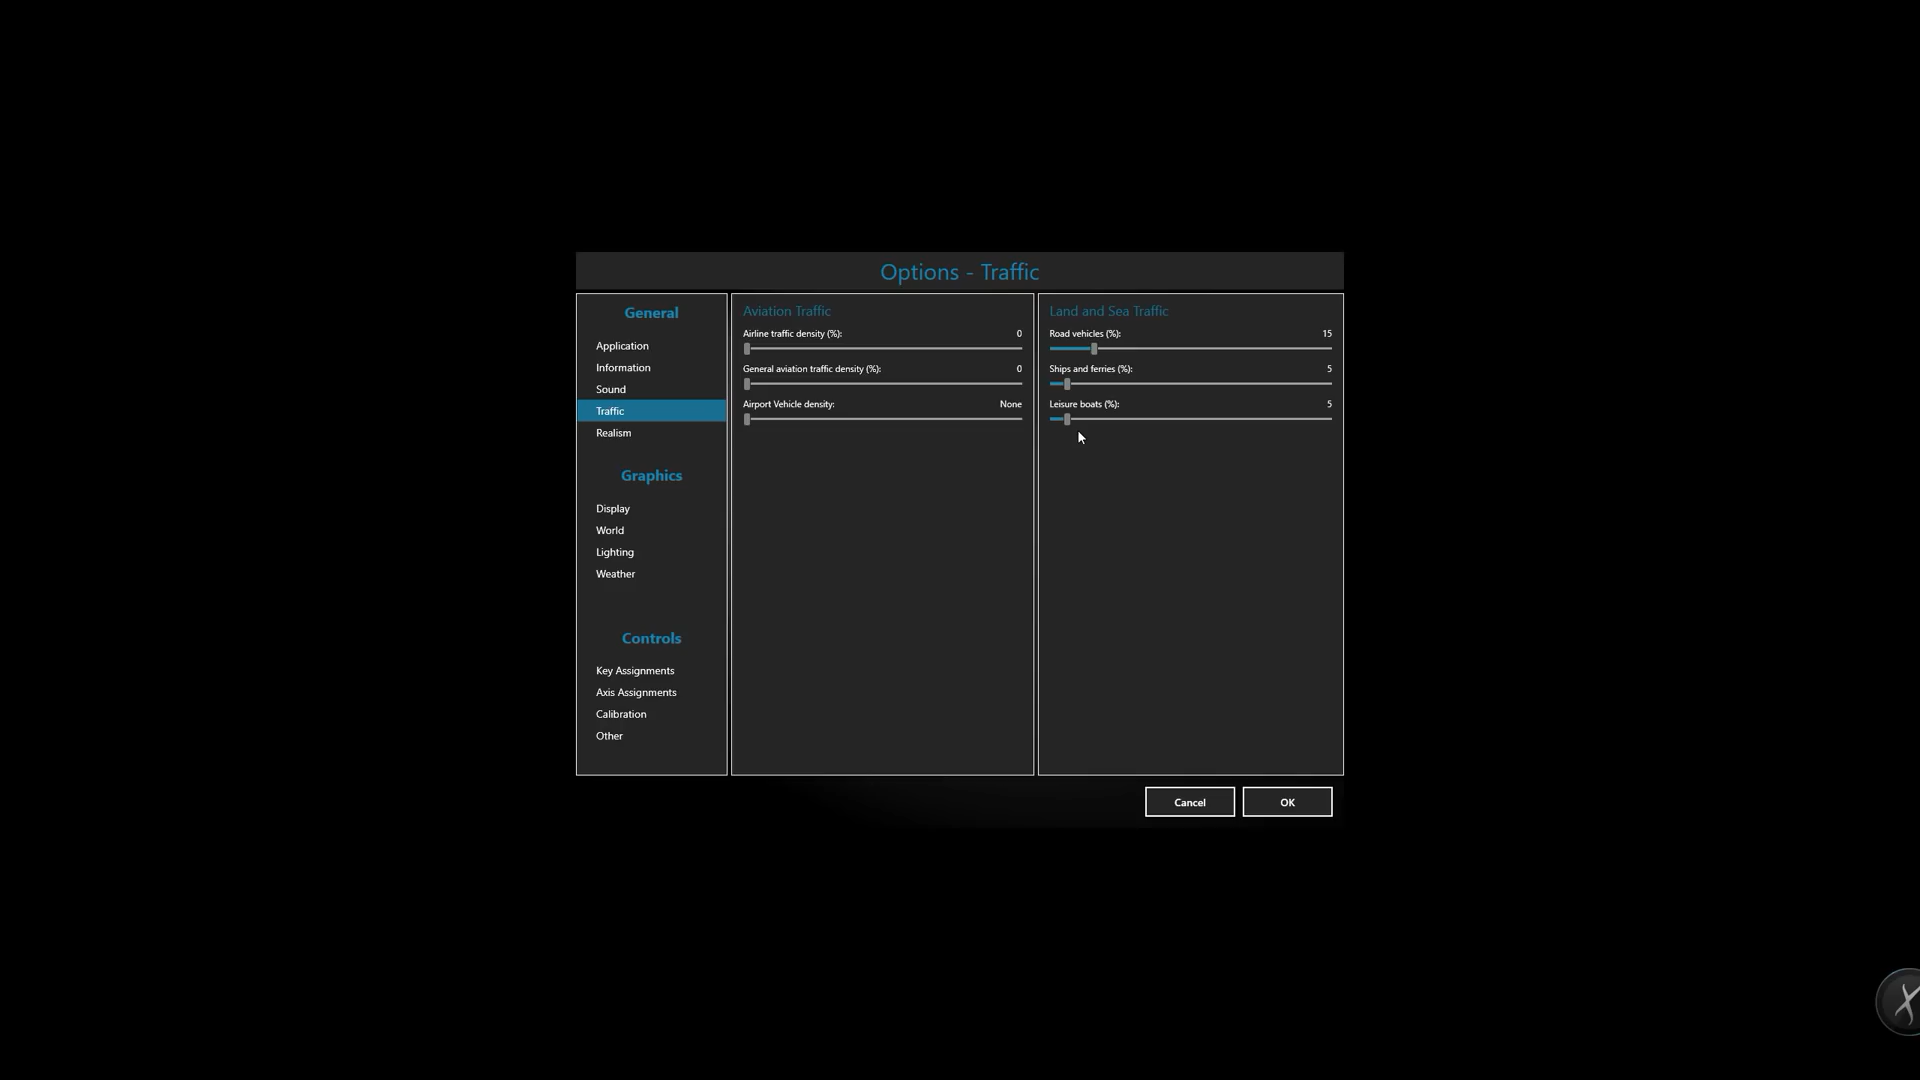 Options - Traffic
General
Application
Information
Sound
Traffic
Realism
Graphics
Display
World
Lighting
Weather
Controls
Key Assignments
Axis Assignments
Calibration
Other
Aviation Traffic
Airline traffic density (%): 0
General aviation traffic density (%): 0
Airport Vehicle density: None
Land and Sea Traffic
Road vehicles (%): 15
Ships and ferries (%): 5
Leisure boats (%): 5
Cancel
OK